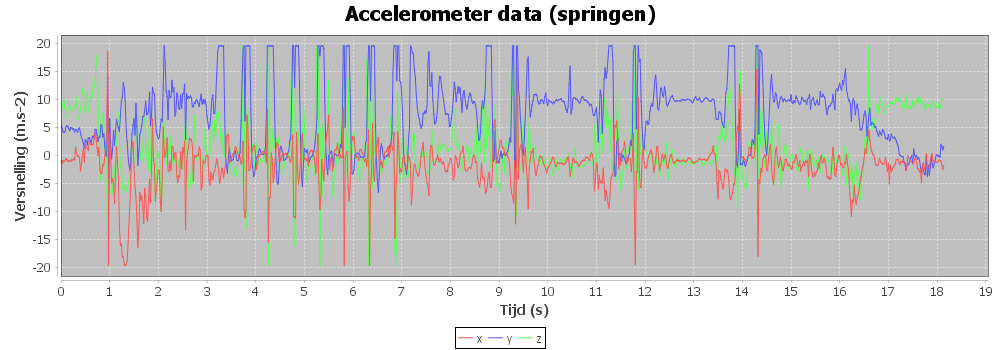 Accelerometer data (springen)
Versnelling (m.s-2)
20
15
10
5
0
-5
-10
-15
-20
0 1 2 3 4 5 6 7 8 9 10 11 12 13 14 15 16 17 18 19
Tijd (s)
x y z